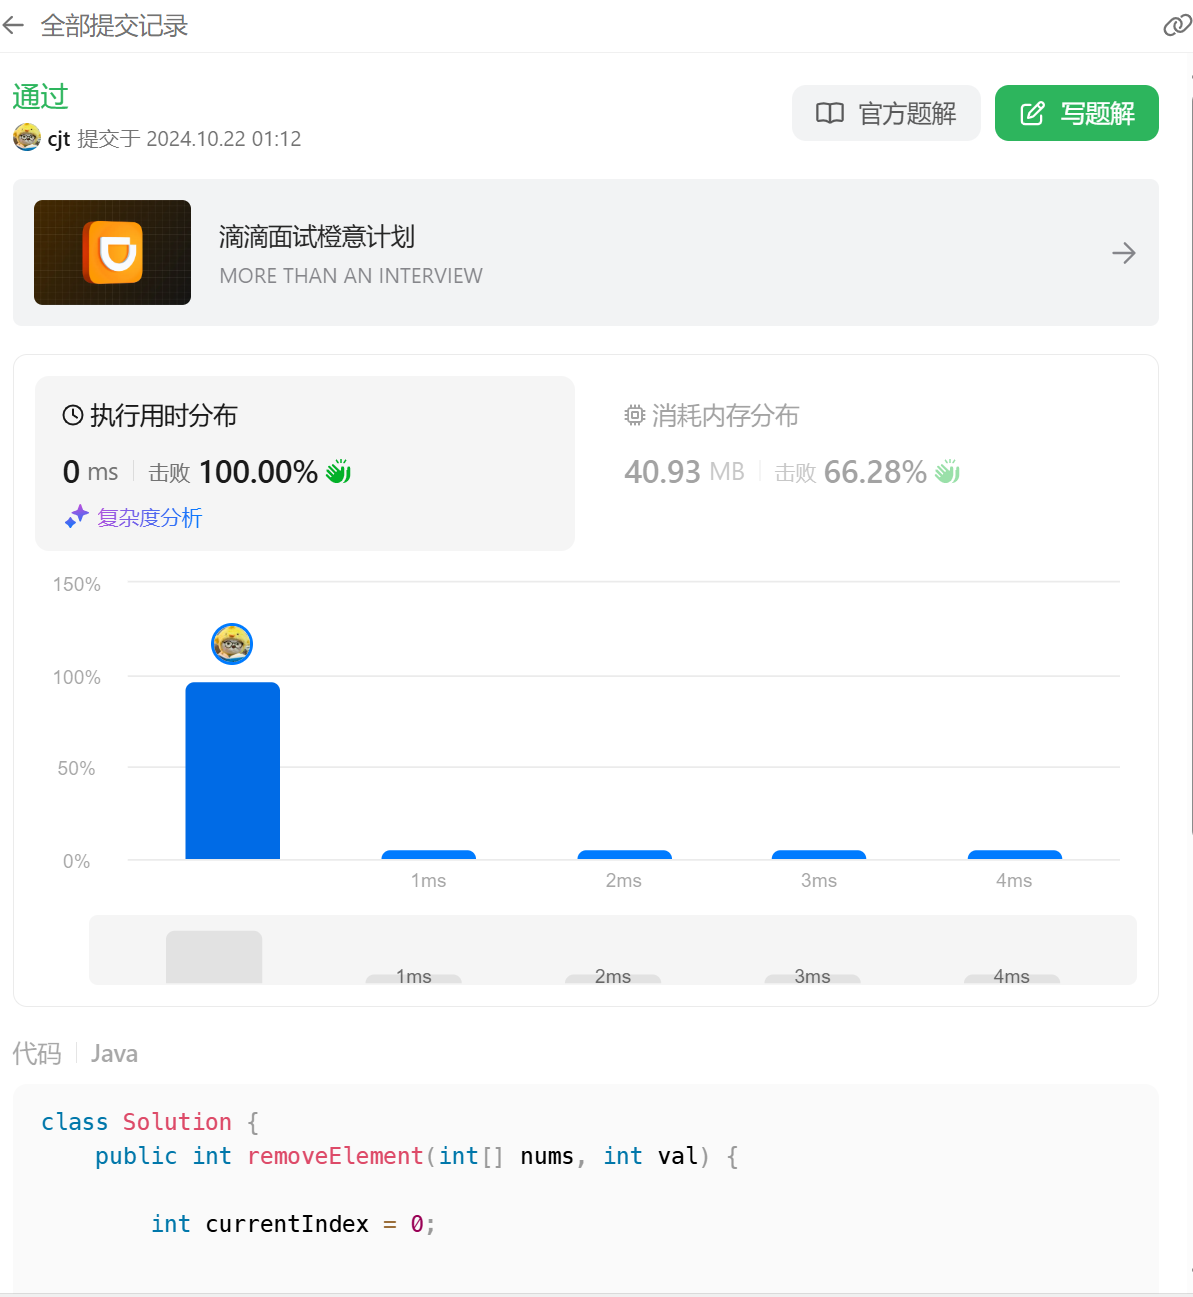 全部提交记录
通过
cjt 提交于 2024.10.22 01:12
官方题解
写题解
滴滴面试橙意计划
MORE THAN AN INTERVIEW
执行用时分布
0 ms 击败 100.00%
复杂度分析
消耗内存分布
40.93 MB 击败 66.28%
150%
100%
50%
0%
1ms 2ms 3ms 4ms
1ms 2ms 3ms 4ms
代码 Java
class Solution {
    public int removeElement(int[] nums, int val) {
        int currentIndex = 0;